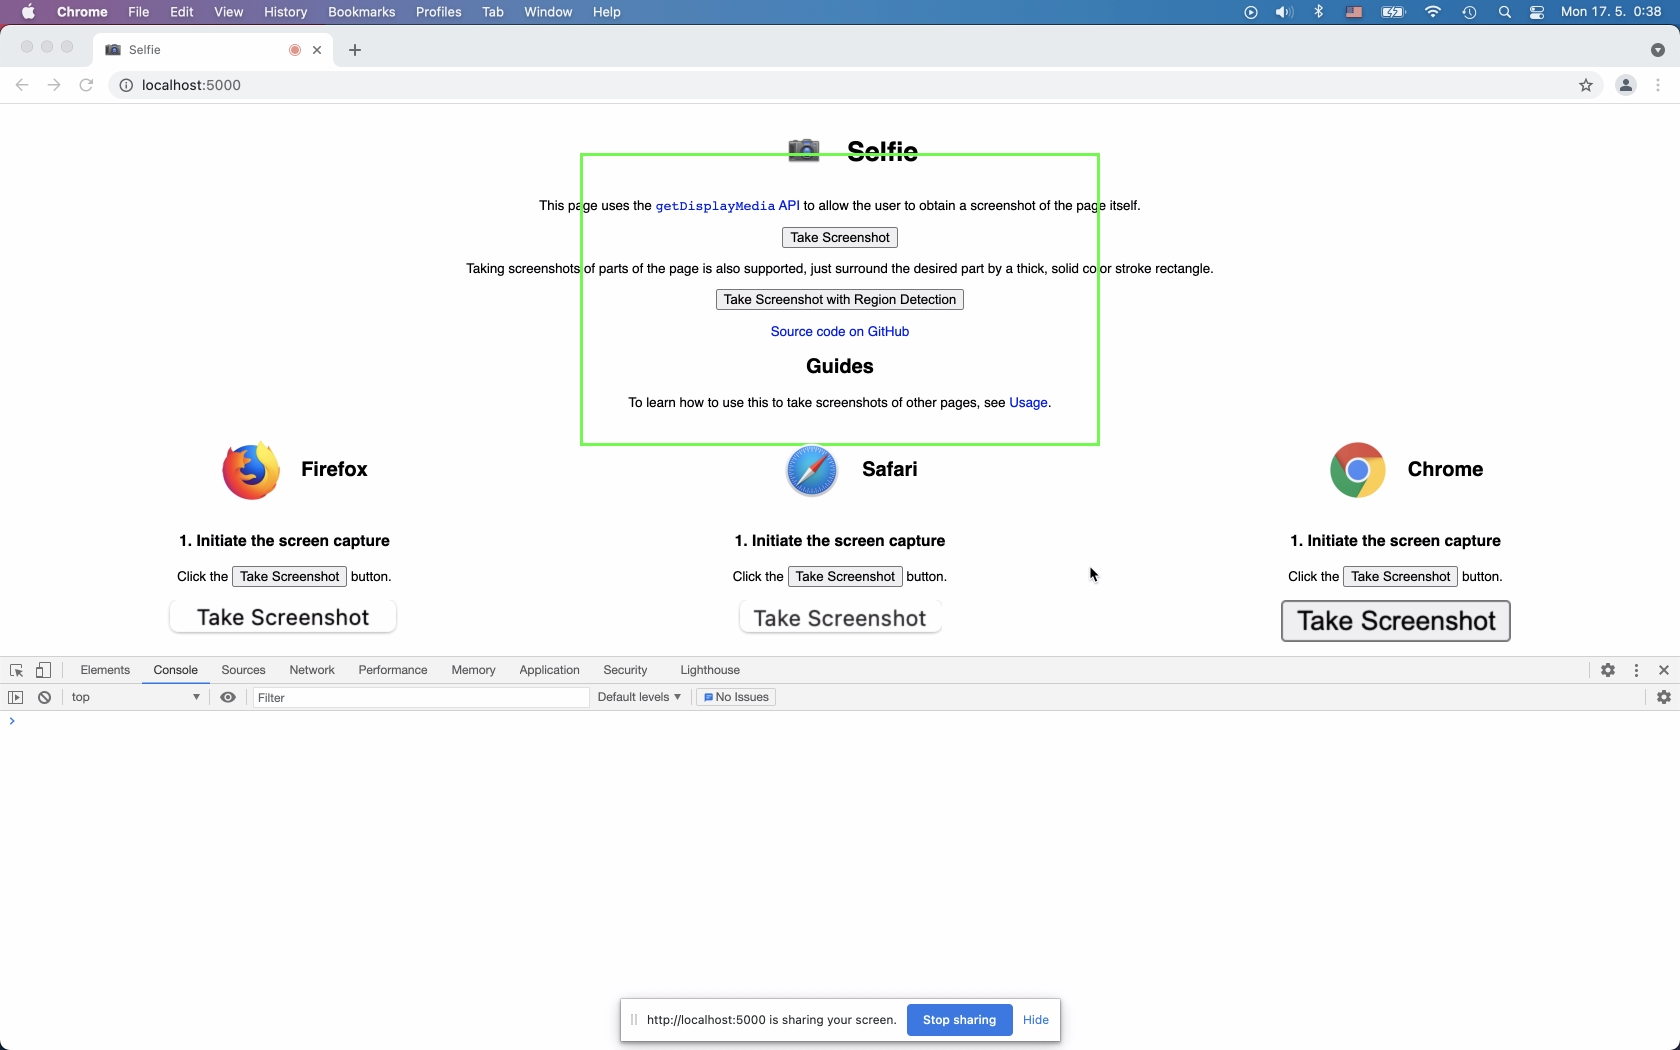 Chrome File Edit View History Bookmarks Profiles Tab Window Help Mon 17. 5. 0:38
Selfie
localhost:5000
Selfie
This page uses the getDisplayMedia API to allow the user to obtain a screenshot of the page itself.
Take Screenshot
Taking screenshots of parts of the page is also supported, just surround the desired part by a thick, solid color stroke rectangle.
Take Screenshot with Region Detection
Source code on GitHub
Guides
To learn how to use this to take screenshots of other pages, see Usage.
Firefox
1. Initiate the screen capture
Click the Take Screenshot button.
Take Screenshot
Safari
1. Initiate the screen capture
Click the Take Screenshot button.
Take Screenshot
Chrome
1. Initiate the screen capture
Click the Take Screenshot button.
Take Screenshot
Elements Console Sources Network Performance Memory Application Security Lighthouse
top Filter Default levels No Issues
http://localhost:5000 is sharing your screen. Stop sharing Hide